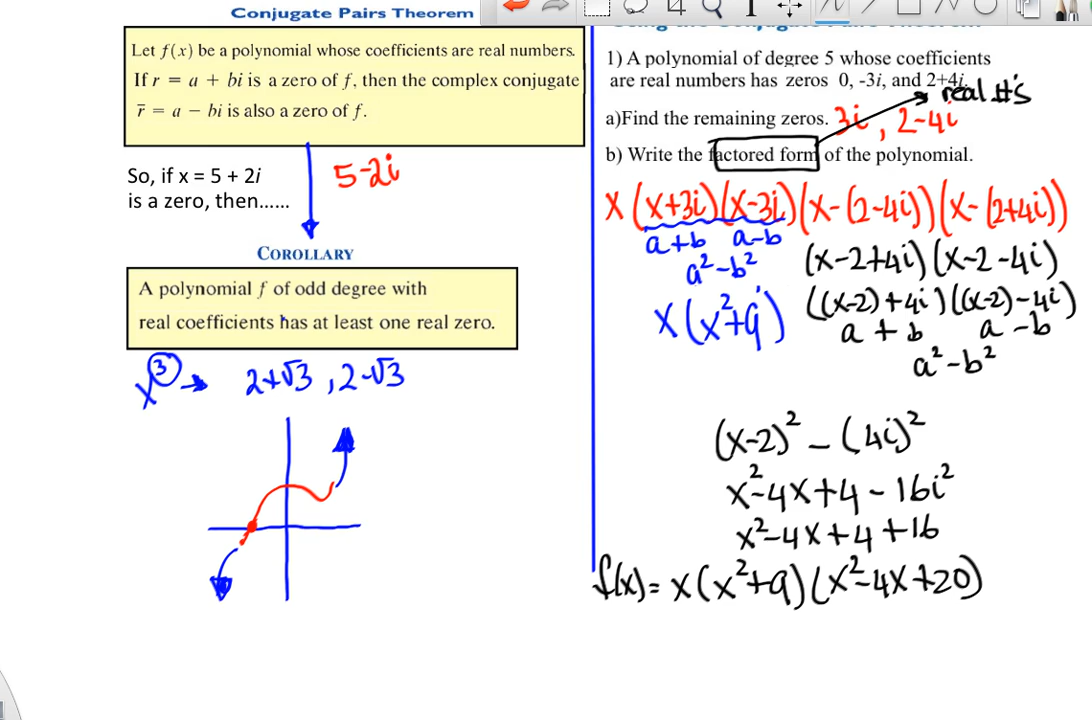 Conjugate Pairs Theorem
Let f(x) be a polynomial whose coefficients are real numbers.
If r = a + bi is a zero of f, then the complex conjugate
r̄ = a − bi is also a zero of f.
So, if x = 5 + 2i
is a zero, then......
5-2i
COROLLARY
A polynomial f of odd degree with
real coefficients has at least one real zero.
x³ → 2+√3 , 2-√3
1) A polynomial of degree 5 whose coefficients
are real numbers has zeros 0, -3i, and 2+4i.
real #'s
a)Find the remaining zeros. 3i , 2-4i
b) Write the factored form of the polynomial.
x (x+3i)(x-3i)(x-(2-4i))(x-(2+4i))
a+b a-b
a²-b²
(x-2+4i)(x-2-4i)
x(x²+9)
((x-2)+4i)((x-2)-4i)
a + b a - b
a²-b²
(x-2)² - (4i)²
x²-4x+4 - 16i²
x²-4x+4+16
f(x)= x(x²+9)(x²-4x+20)